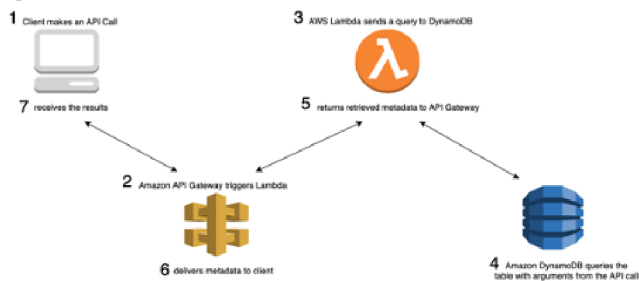 1 Client makes an API Call
3 AWS Lambda sends a query to DynamoDB
7 receives the results
5 returns retrieved metadata to API Gateway
2 Amazon API Gateway triggers Lambda
6 delivers metadata to client
4 Amazon DynamoDB queries the
table with arguments from the API call